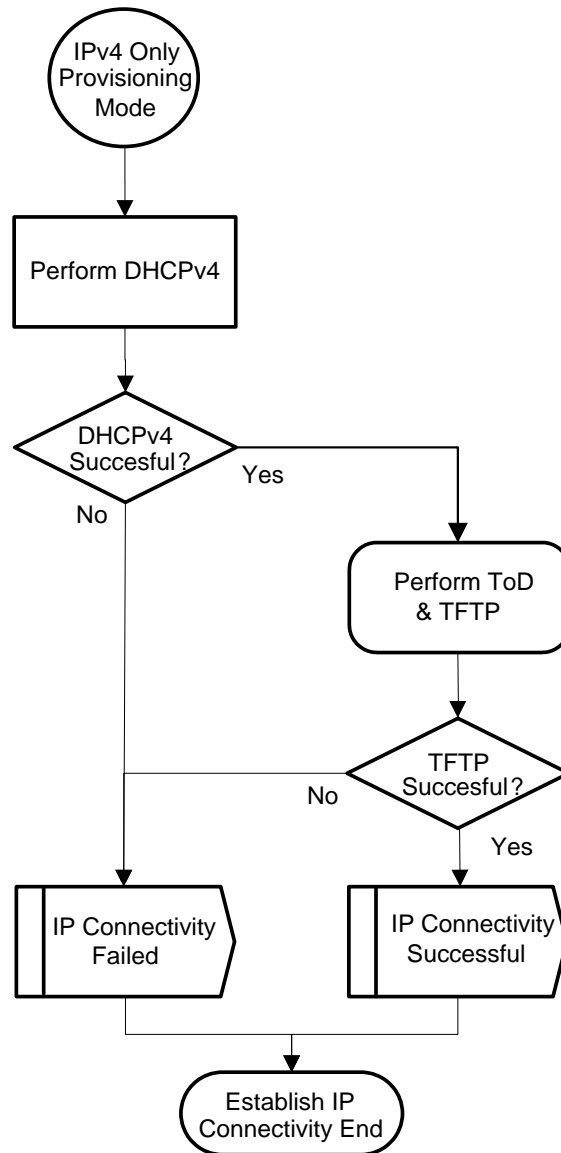 IPv4 Only
Provisioning
Mode
Perform DHCPv4
DHCPv4
Succesful?
Yes
No
Perform ToD
& TFTP
TFTP
Succesful?
No
Yes
IP Connectivity
Failed
IP Connectivity
Successful
Establish IP
Connectivity End